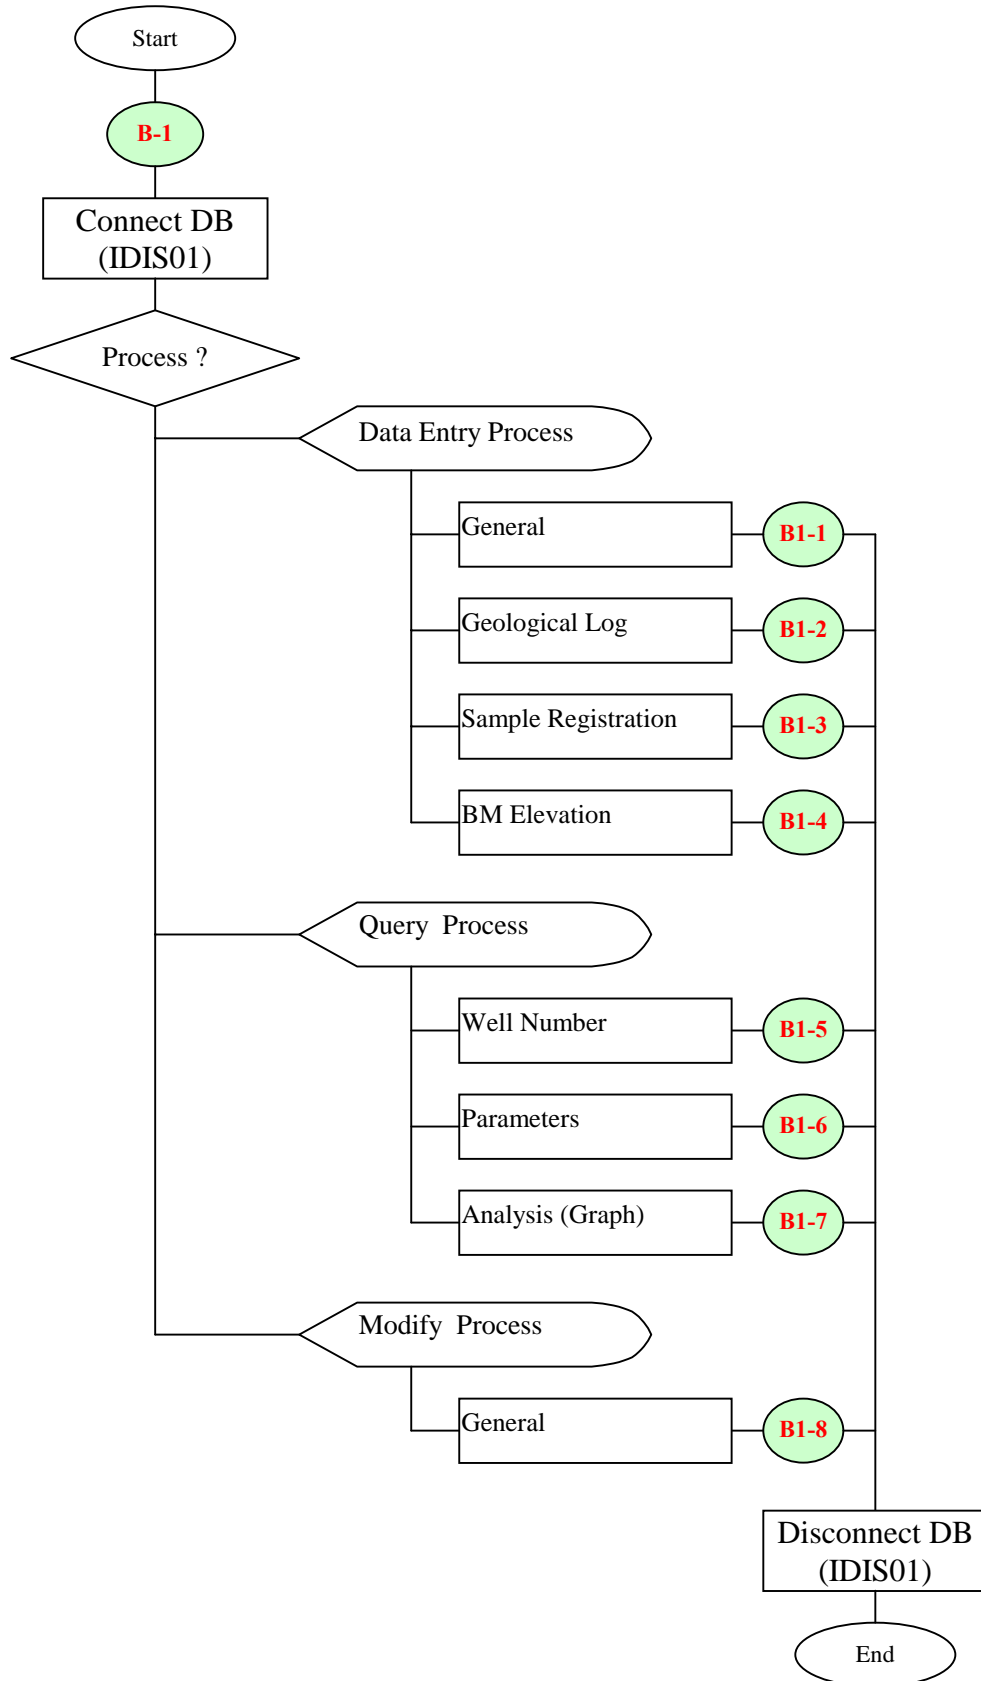 Start
B-1
Connect DB
(IDIS01)
Process ?
Data Entry Process
General
B1-1
Geological Log
B1-2
Sample Registration
B1-3
BM Elevation
B1-4
Query  Process
Well Number
B1-5
Parameters
B1-6
Analysis (Graph)
B1-7
Modify  Process
General
B1-8
Disconnect DB
(IDIS01)
End